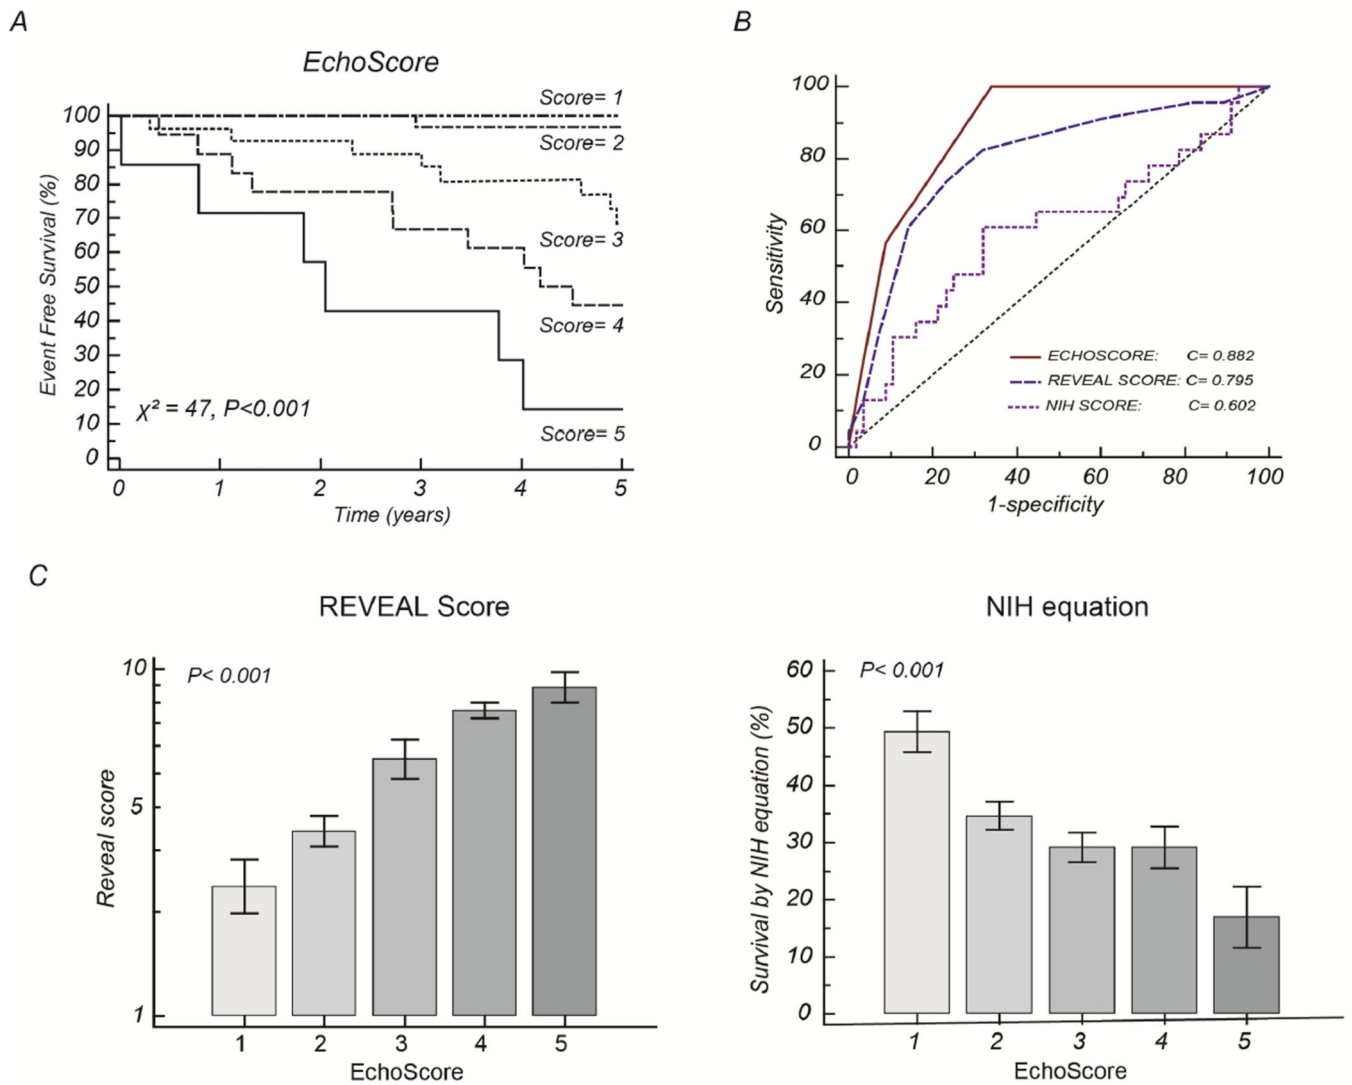 A
EchoScore
Event Free Survival (%)
100
90
80
70
60
50
40
30
20
10
0
Score= 1
Score= 2
Score= 3
Score= 4
Score= 5
χ² = 47, P<0.001
0 1 2 3 4 5
Time (years)
B
Sensitivity
100
80
60
40
20
0
ECHOSCORE: C= 0.882
REVEAL SCORE: C= 0.795
NIH SCORE: C= 0.602
0 20 40 60 80 100
1-specificity
C
REVEAL Score
P< 0.001
Reveal score
10
5
1
1 2 3 4 5
EchoScore
NIH equation
P< 0.001
Survival by NIH equation (%)
60
50
40
30
20
10
0
1 2 3 4 5
EchoScore